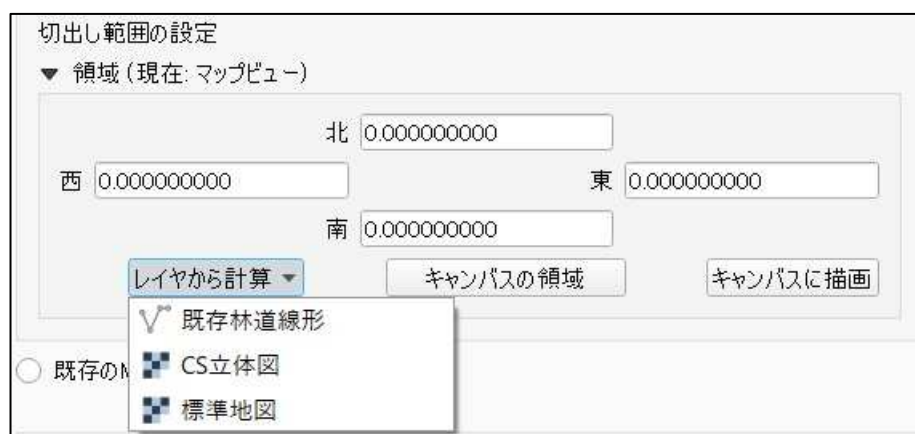 切出し範囲の設定
▼ 領域 (現在: マップビュー)
北 0.000000000
西 0.000000000 東 0.000000000
南 0.000000000
レイヤから計算 キャンバスの領域 キャンバスに描画
既存林道線形
既存の CS立体図
標準地図